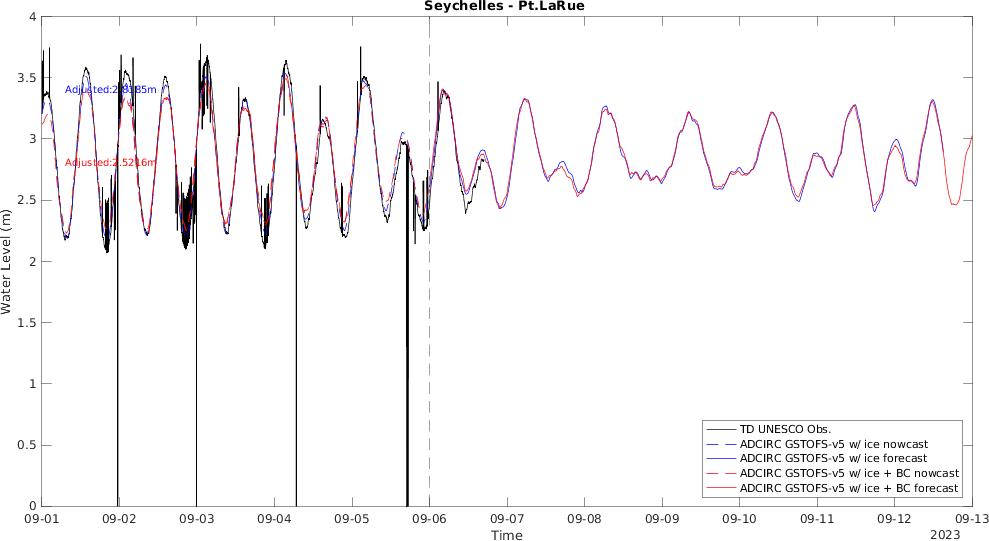 Seychelles - Pt.LaRue
4
3.5
3
2.5
2
1.5
1
0.5
0
Water Level (m)
Adjusted:2.8185m
Adjusted:2.5216m
TD UNESCO Obs.
ADCIRC GSTOFS-v5 w/ ice nowcast
ADCIRC GSTOFS-v5 w/ ice forecast
ADCIRC GSTOFS-v5 w/ ice + BC nowcast
ADCIRC GSTOFS-v5 w/ ice + BC forecast
09-01 09-02 09-03 09-04 09-05 09-06 09-07 09-08 09-09 09-10 09-11 09-12 09-13
Time
2023